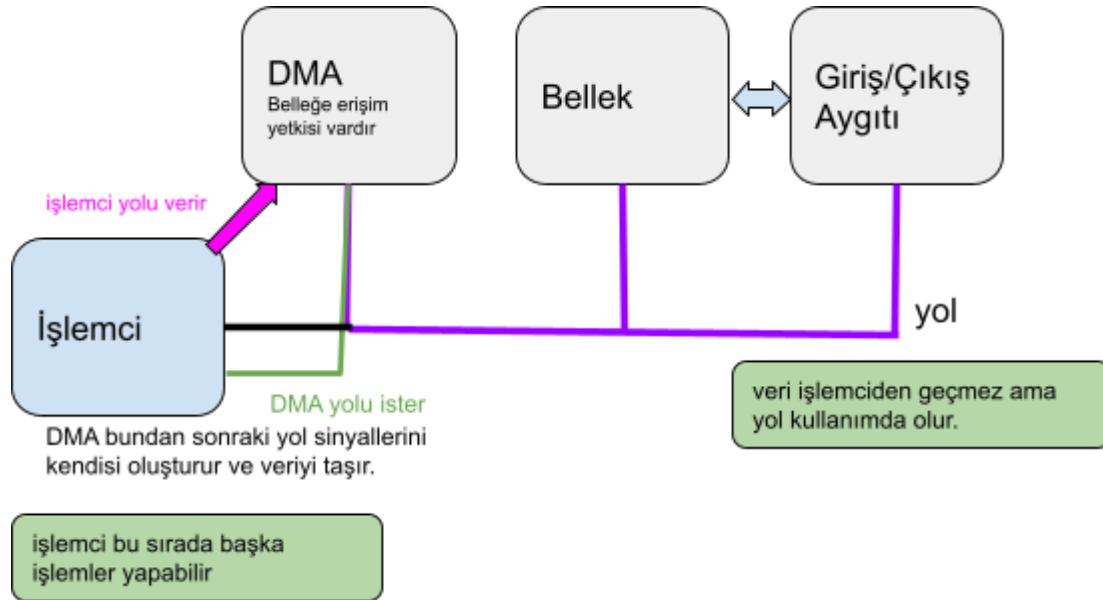 DMA
Belleğe erişim
yetkisi vardır
Bellek
Giriş/Çıkış
Aygıtı
işlemci yolu verir
İşlemci
yol
DMA yolu ister
DMA bundan sonraki yol sinyallerini
kendisi oluşturur ve veriyi taşır.
veri işlemciden geçmez ama
yol kullanımda olur.
işlemci bu sırada başka
işlemler yapabilir